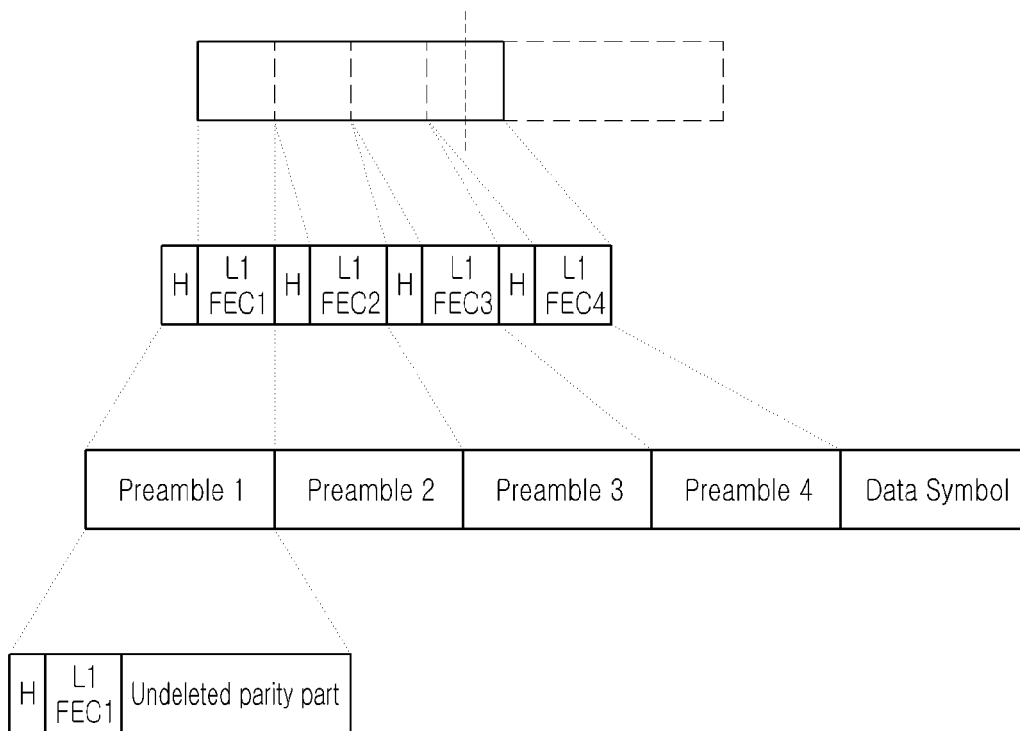 H L1 FEC1 H L1 FEC2 H L1 FEC3 H L1 FEC4
Preamble 1 Preamble 2 Preamble 3 Preamble 4 Data Symbol
H L1 FEC1 Undeleted parity part